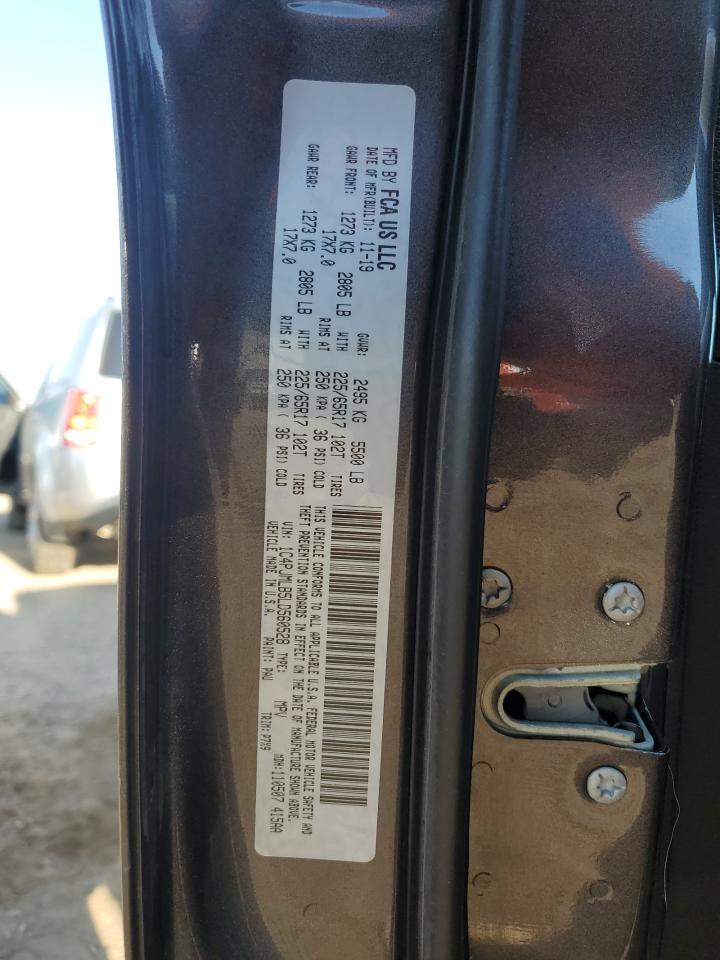 MFD BY FCA US LLC
DATE OF MFR(BUILT): 11-19 GVWR: 2495 KG 5500 LB
GAWR FRONT: 1273 KG 2805 LB WITH 225/65R17 102T TIRES
17X7.0 RIMS AT 250 KPA ( 36 PSI) COLD
GAWR REAR: 1273 KG 2805 LB WITH 225/65R17 102T TIRES
17X7.0 RIMS AT 250 KPA ( 36 PSI) COLD
THIS VEHICLE CONFORMS TO ALL APPLICABLE U.S.A. FEDERAL MOTOR VEHICLE SAFETY AND
THEFT PREVENTION STANDARDS IN EFFECT ON THE DATE OF MANUFACTURE SHOWN ABOVE.
VIN: 1C4PJMLB5LD560528 TYPE: MPV MDH:110507 415AA
VEHICLE MADE IN U.S.A. PAINT: PAU TRIM: P7X9